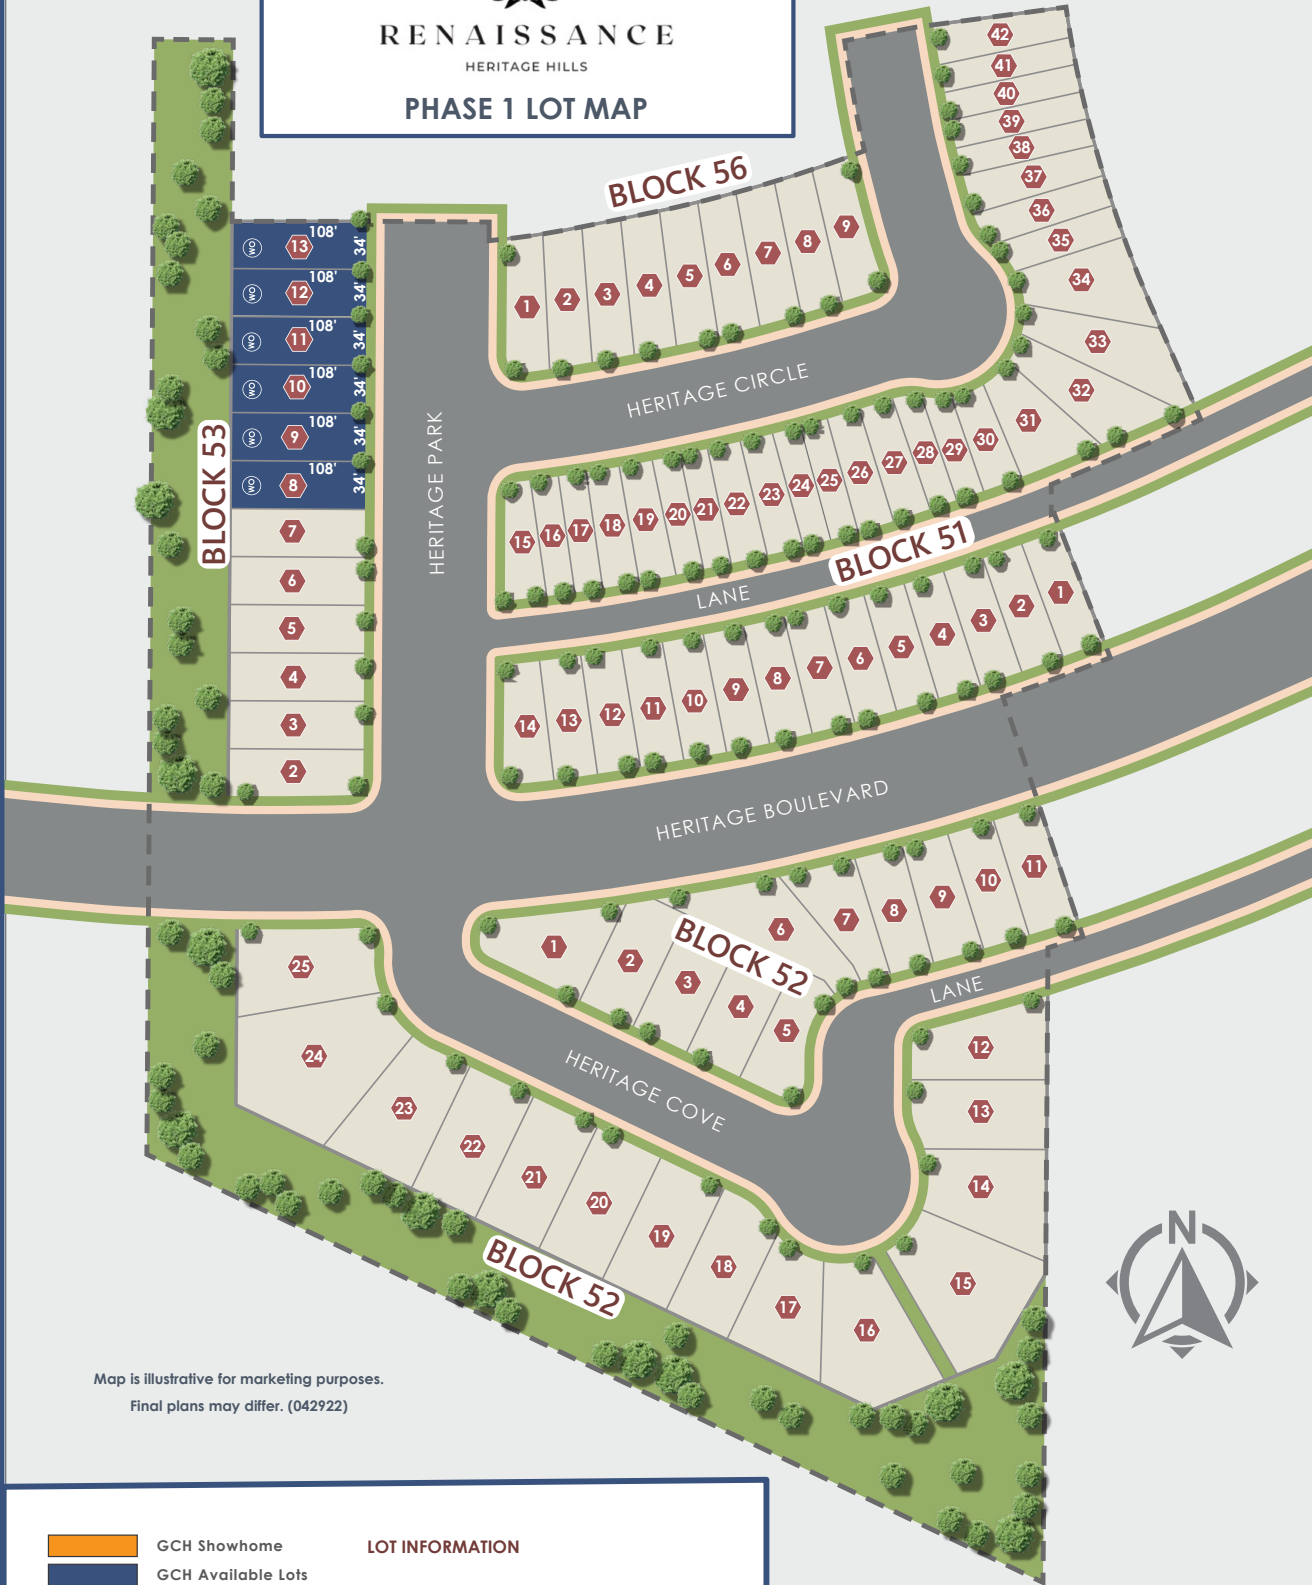 RENAISSANCE
HERITAGE HILLS
PHASE 1 LOT MAP
BLOCK 56
1 2 3 4 5 6 7 8 9
42
41
40
39
38
37
36
35
34
33
32
31
30
29
28
27
26
25
24
23
22
21
20
19
18
17
16
15
BLOCK 53
WO 13 108' 34'
WO 12 108' 34'
WO 11 108' 34'
WO 10 108' 34'
WO 9 108' 34'
WO 8 108' 34'
7
6
5
4
3
2
HERITAGE PARK
HERITAGE CIRCLE
BLOCK 51
LANE
14 13 12 11 10 9 8 7 6 5 4 3 2 1
HERITAGE BOULEVARD
BLOCK 52
1 2 3 4 5 6 7 8 9 10 11
LANE
12
13
14
15
16
17
18
19
20
21
22
23
24
25
HERITAGE COVE
BLOCK 52
N
Map is illustrative for marketing purposes.
Final plans may differ. (042922)
GCH Showhome
LOT INFORMATION
GCH Available Lots